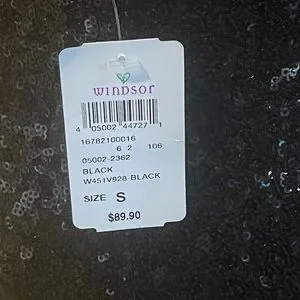 WINDSOR
4 05002 44727 1
16782100016
6 2 106
05002-2362
BLACK
W451V928-BLACK
SIZE S
$89.90